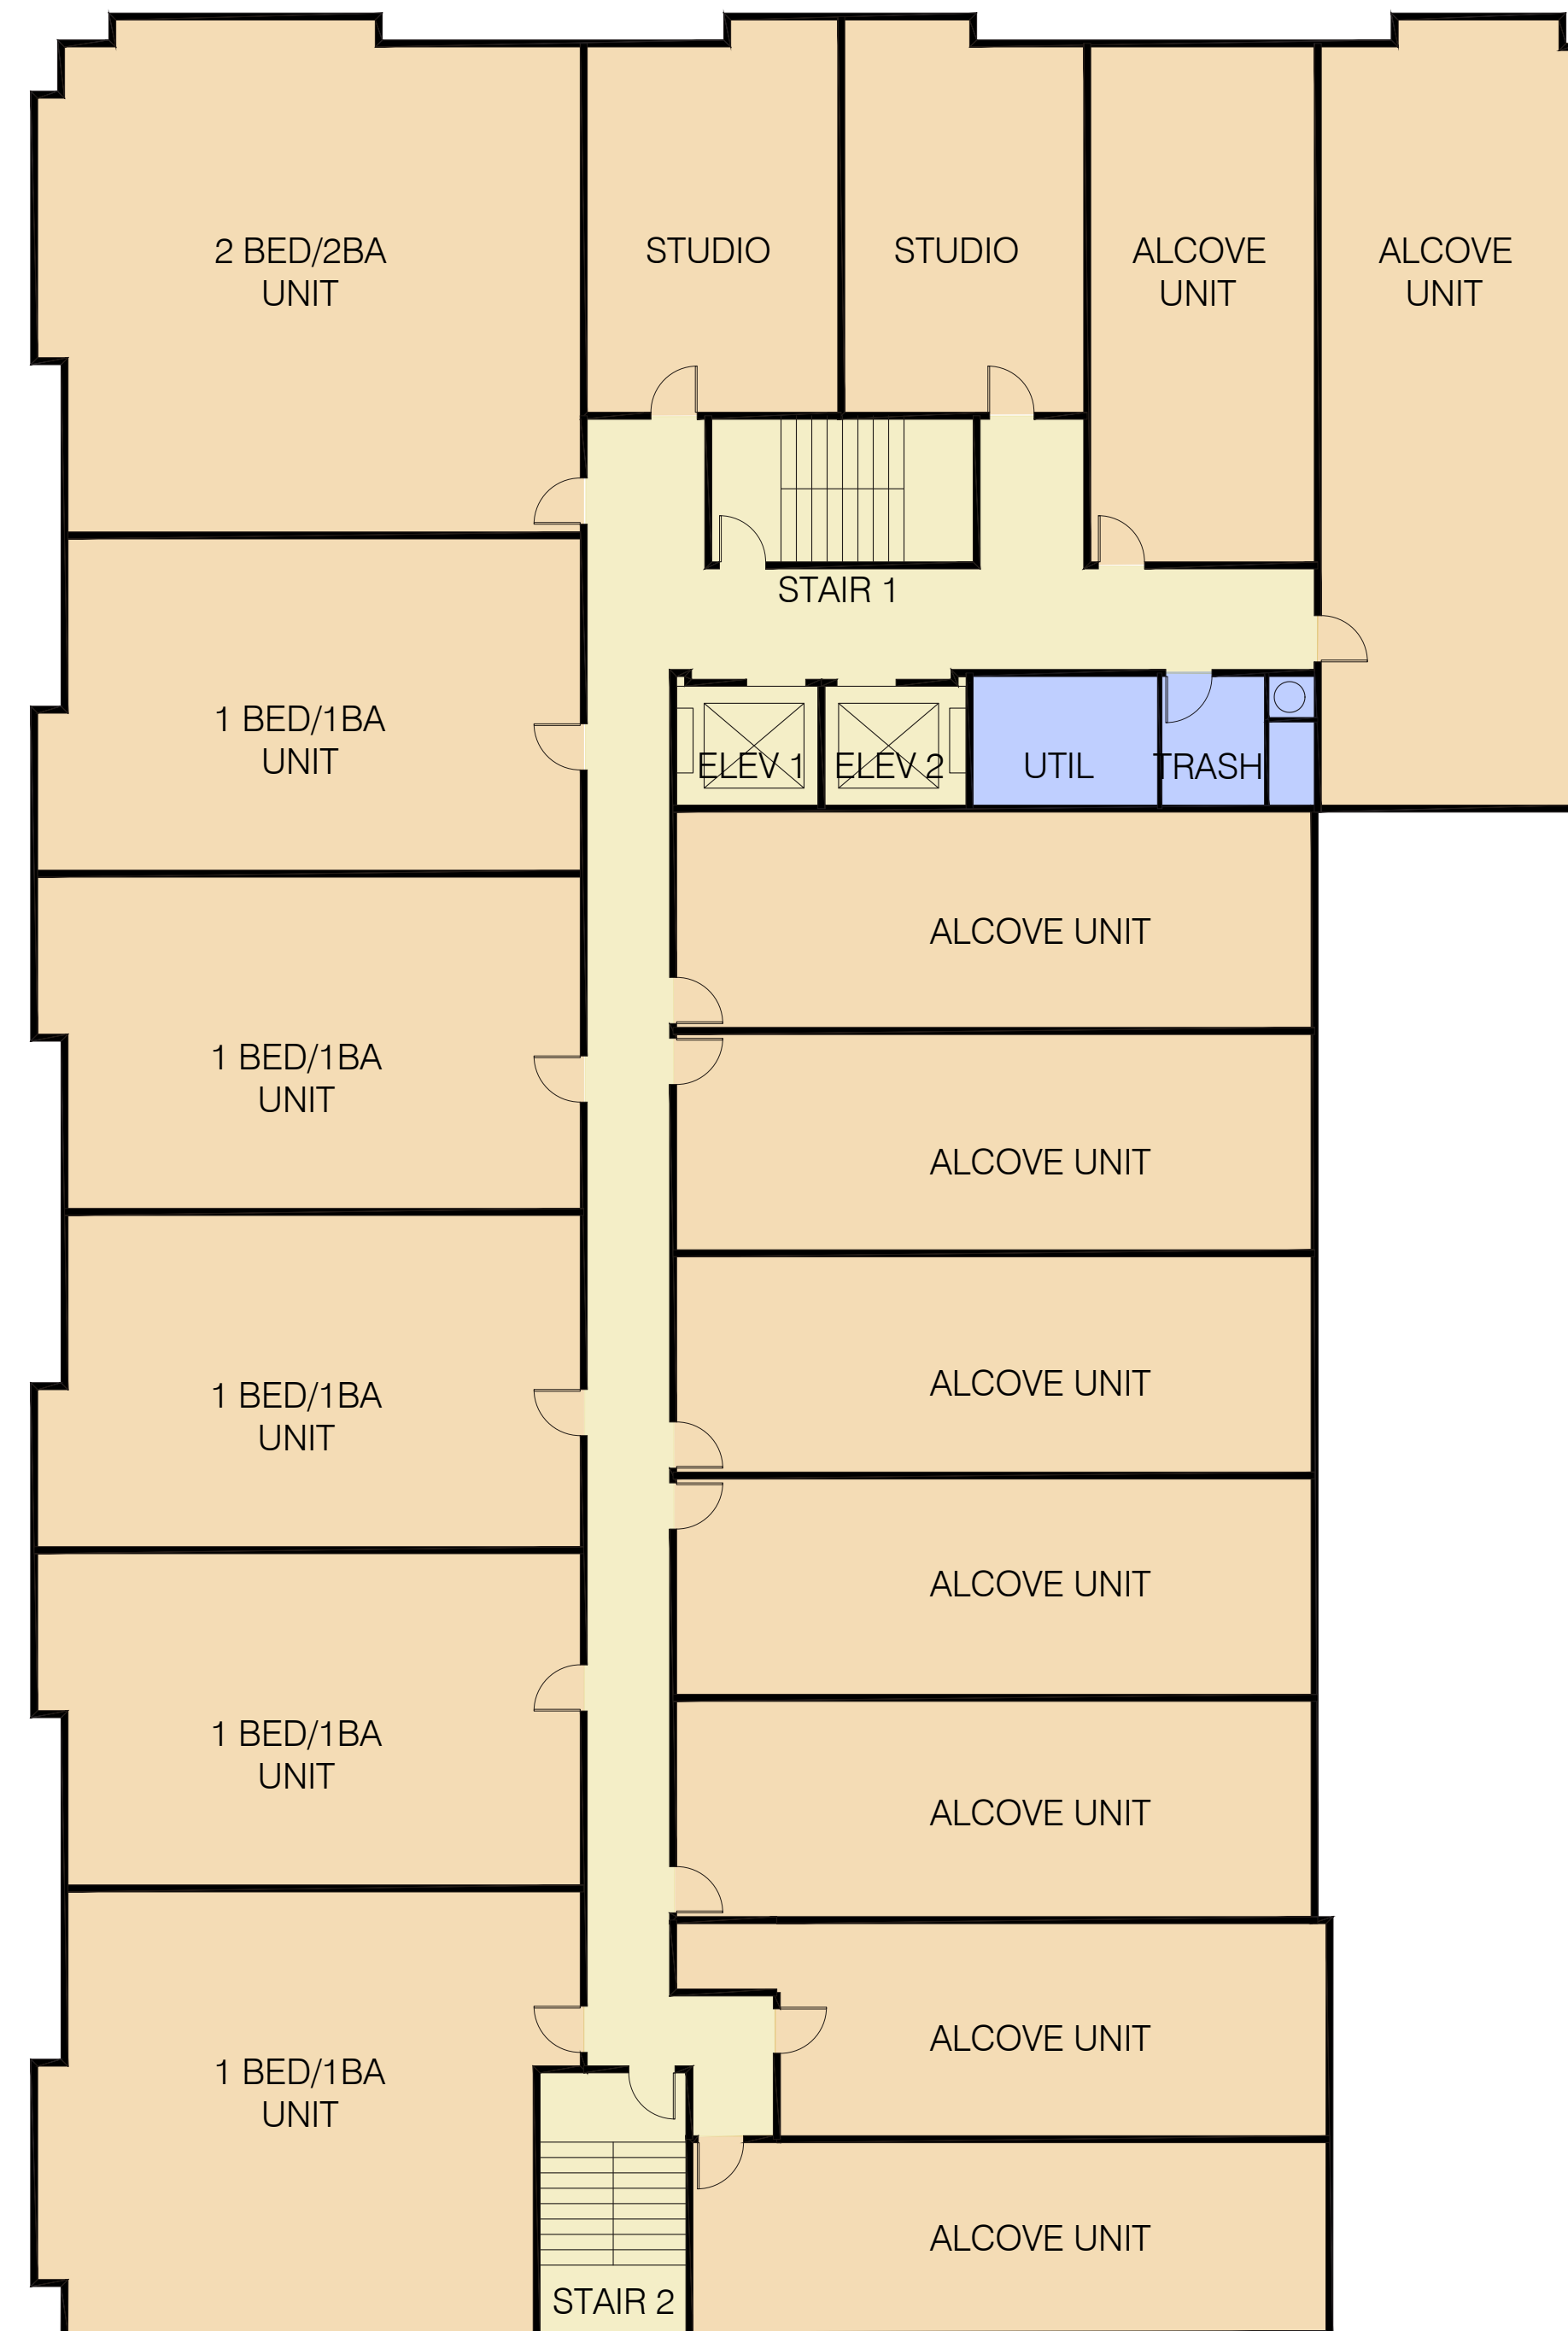 2 BED/2BA
UNIT
STUDIO
STUDIO
ALCOVE
UNIT
ALCOVE
UNIT
STAIR 1
1 BED/1BA
UNIT
ELEV 1
ELEV 2
UTIL
TRASH
ALCOVE UNIT
1 BED/1BA
UNIT
ALCOVE UNIT
1 BED/1BA
UNIT
ALCOVE UNIT
ALCOVE UNIT
1 BED/1BA
UNIT
ALCOVE UNIT
1 BED/1BA
UNIT
ALCOVE UNIT
ALCOVE UNIT
STAIR 2